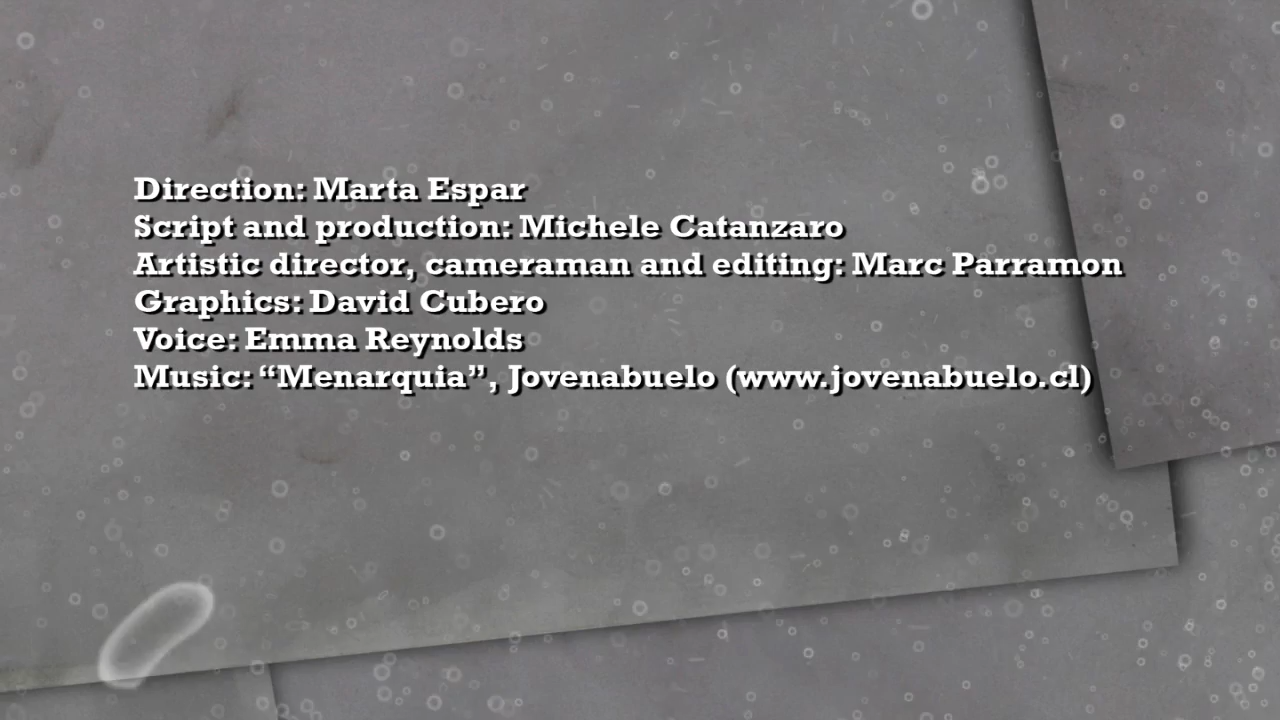 Direction: Marta Espar
Script and production: Michele Catanzaro
Artistic director, cameraman and editing: Marc Parramon
Graphics: David Cubero
Voice: Emma Reynolds
Music: “Menarquia”, Jovenabuelo (www.jovenabuelo.cl)